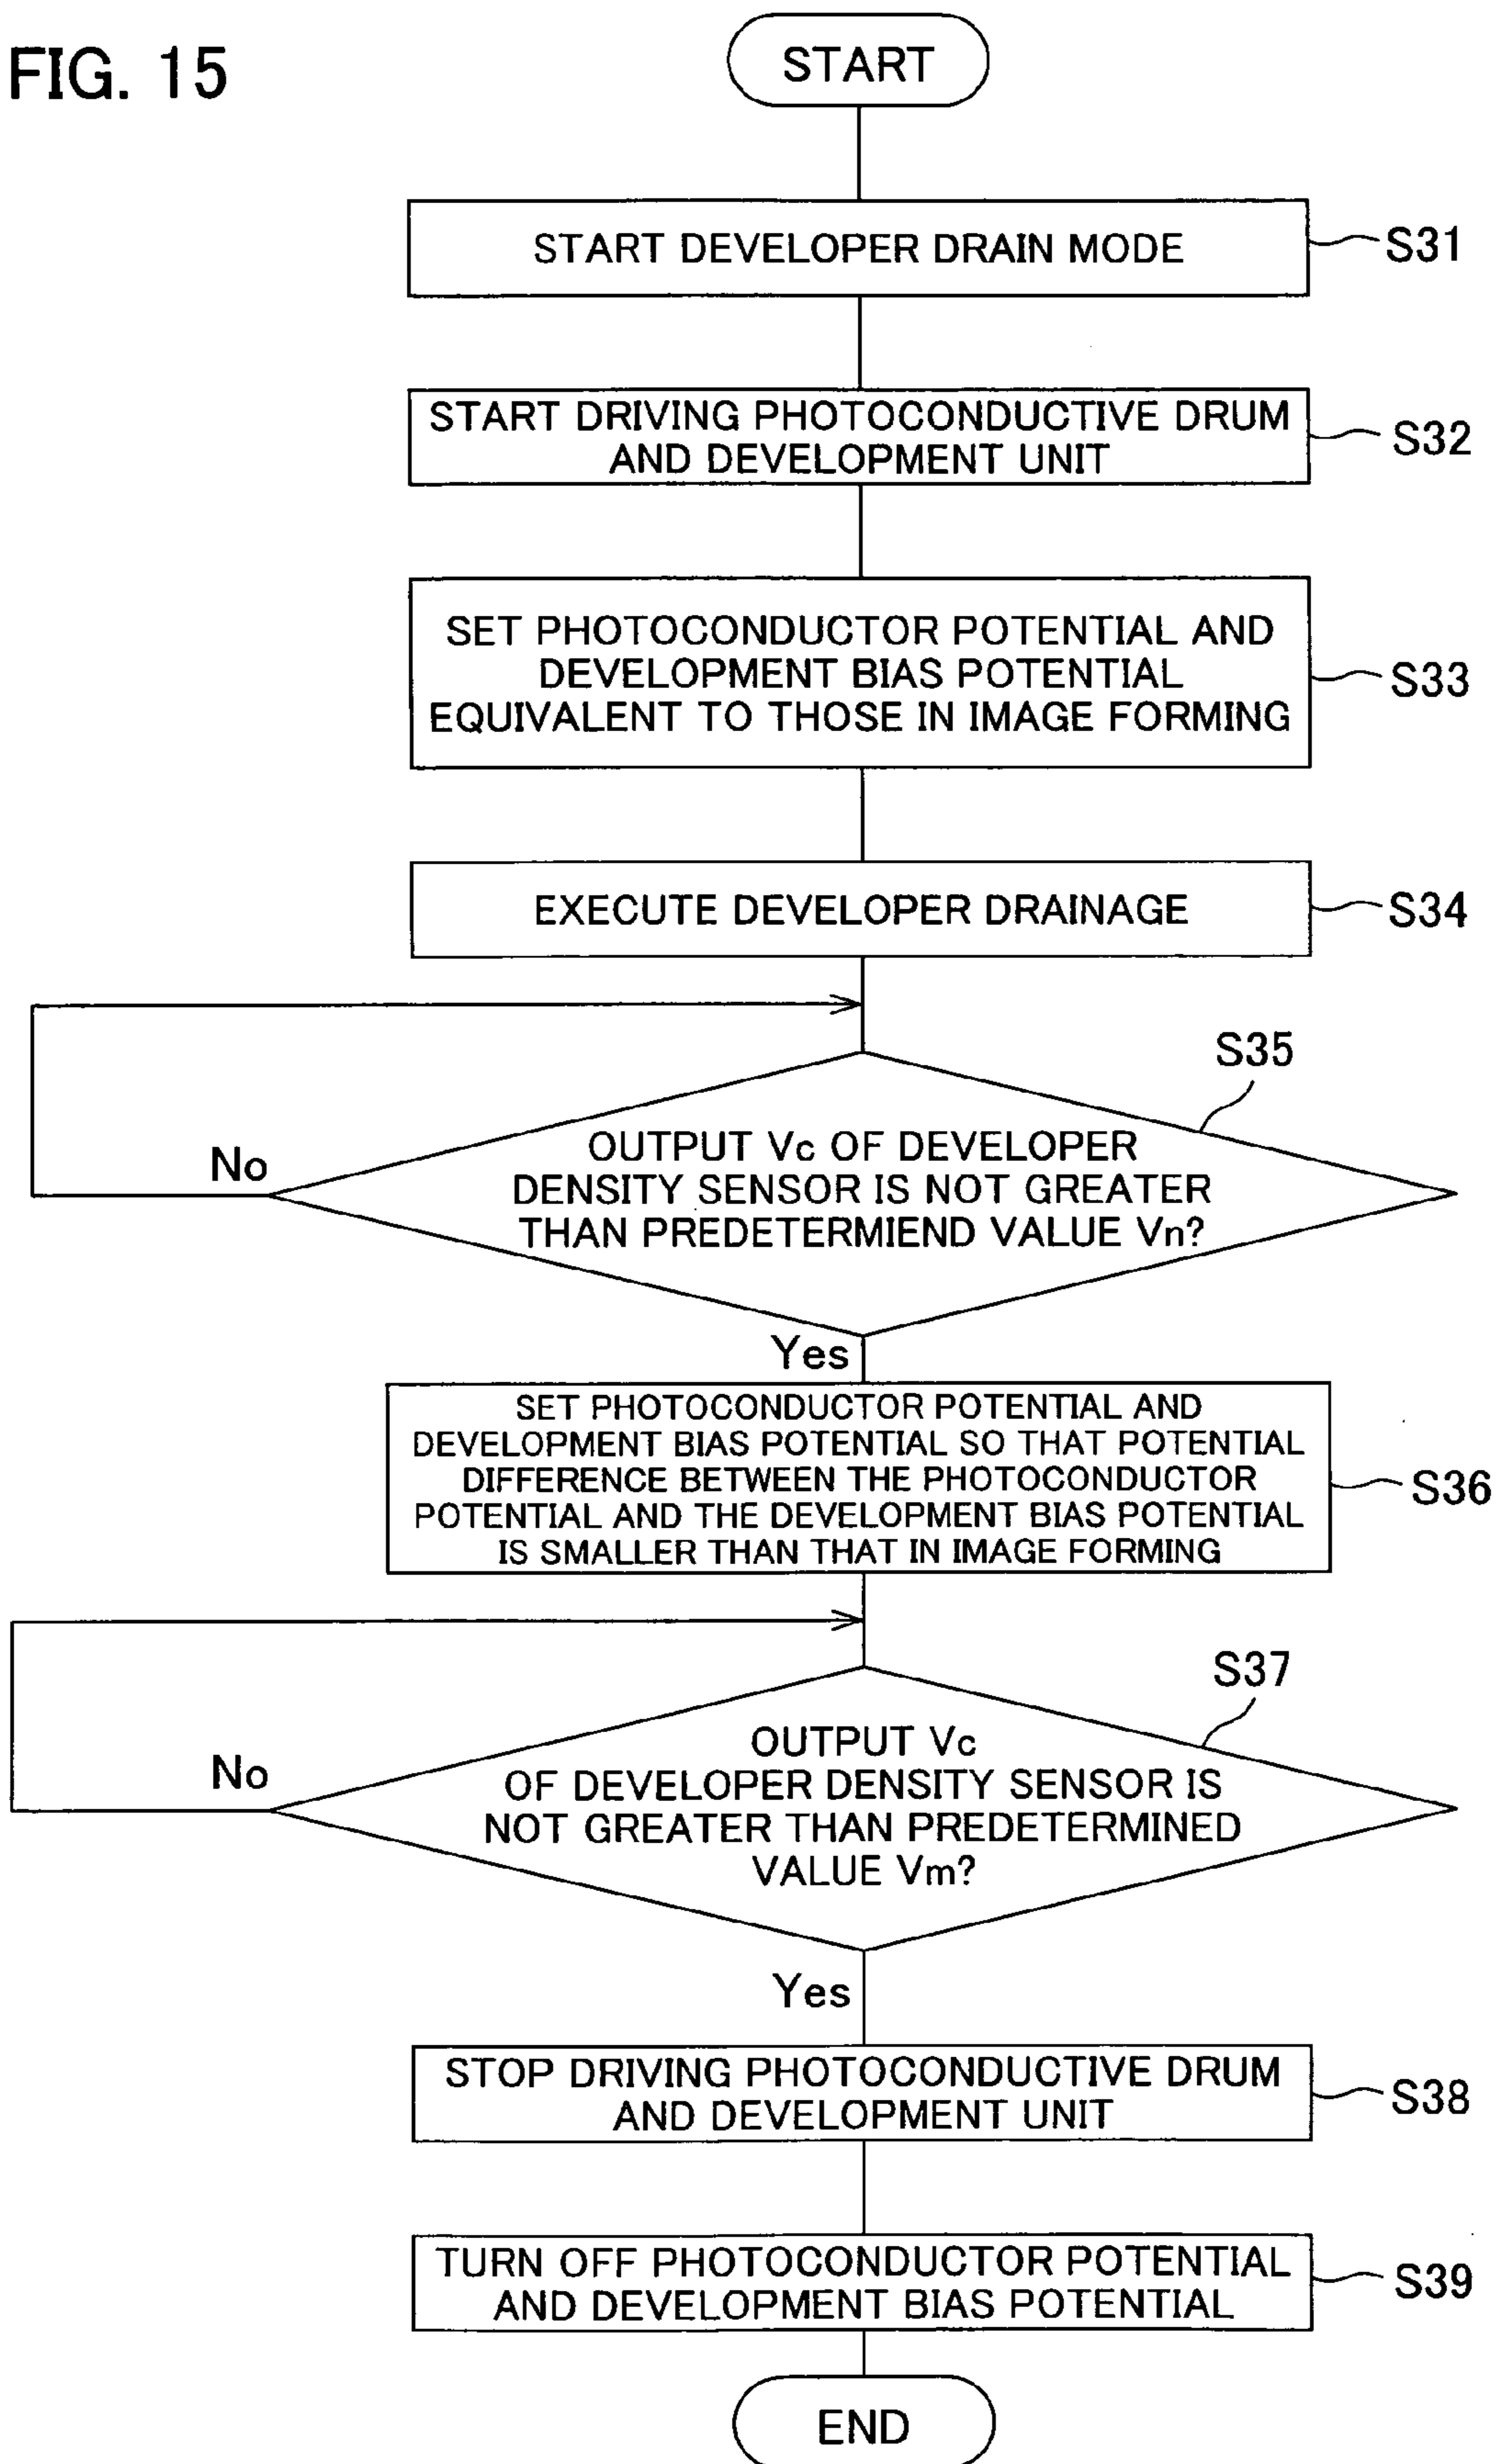 FIG. 15
START
START DEVELOPER DRAIN MODE
S31
START DRIVING PHOTOCONDUCTIVE DRUM
AND DEVELOPMENT UNIT
S32
SET PHOTOCONDUCTOR POTENTIAL AND
DEVELOPMENT BIAS POTENTIAL
EQUIVALENT TO THOSE IN IMAGE FORMING
S33
EXECUTE DEVELOPER DRAINAGE
S34
S35
OUTPUT Vc OF DEVELOPER
DENSITY SENSOR IS NOT GREATER
THAN PREDETERMIEND VALUE Vn?
No
Yes
SET PHOTOCONDUCTOR POTENTIAL AND
DEVELOPMENT BIAS POTENTIAL SO THAT POTENTIAL
DIFFERENCE BETWEEN THE PHOTOCONDUCTOR
POTENTIAL AND THE DEVELOPMENT BIAS POTENTIAL
IS SMALLER THAN THAT IN IMAGE FORMING
S36
S37
OUTPUT Vc
OF DEVELOPER DENSITY SENSOR IS
NOT GREATER THAN PREDETERMINED
VALUE Vm?
No
Yes
STOP DRIVING PHOTOCONDUCTIVE DRUM
AND DEVELOPMENT UNIT
S38
TURN OFF PHOTOCONDUCTOR POTENTIAL
AND DEVELOPMENT BIAS POTENTIAL
S39
END